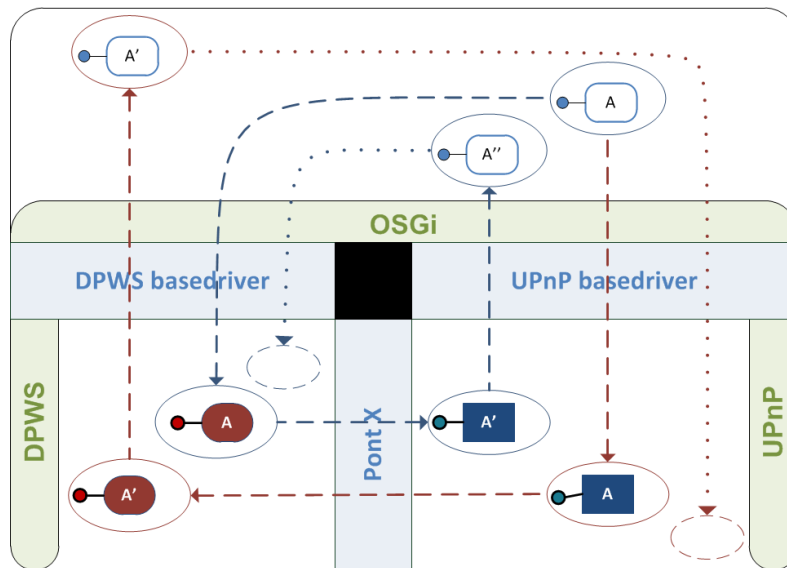 A'
A
A''
OSGi
DPWS basedriver
UPnP basedriver
DPWS
Pont X
UPnP
A
A'
A'
A